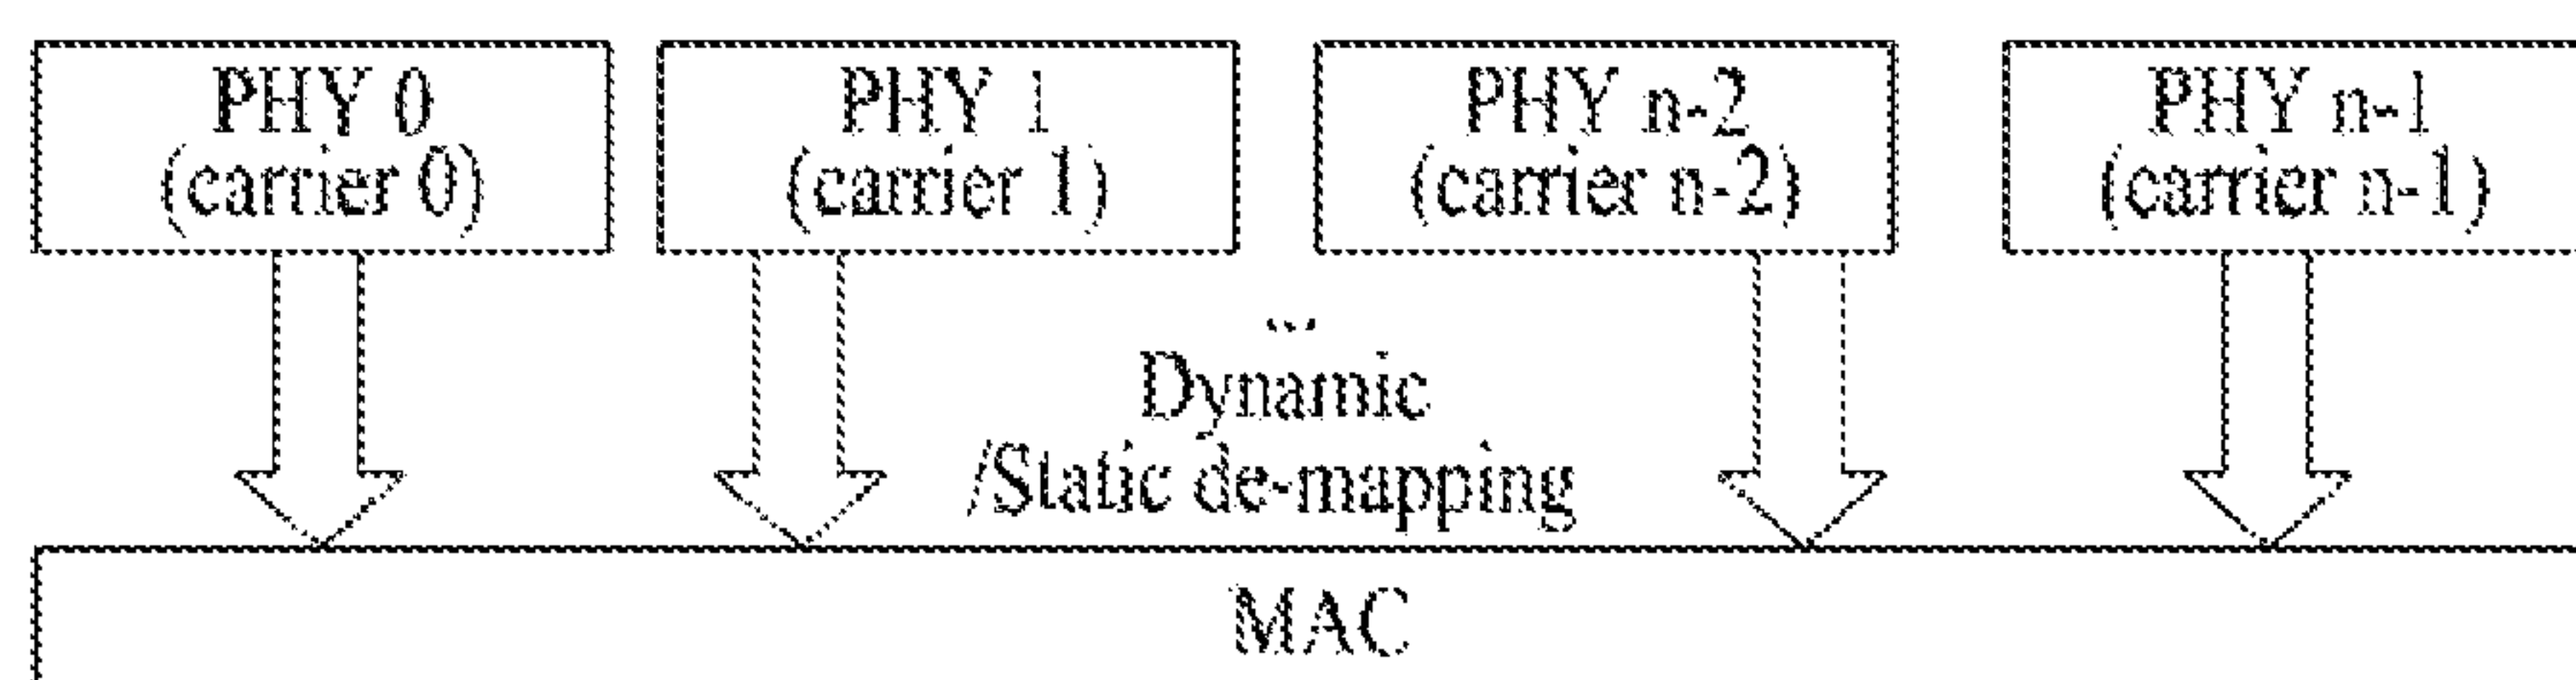 PHY 0
(carrier 0)
PHY 1
(carrier 1)
PHY n-2
(carrier n-2)
PHY n-1
(carrier n-1)
...
Dynamic
/Static de-mapping
MAC